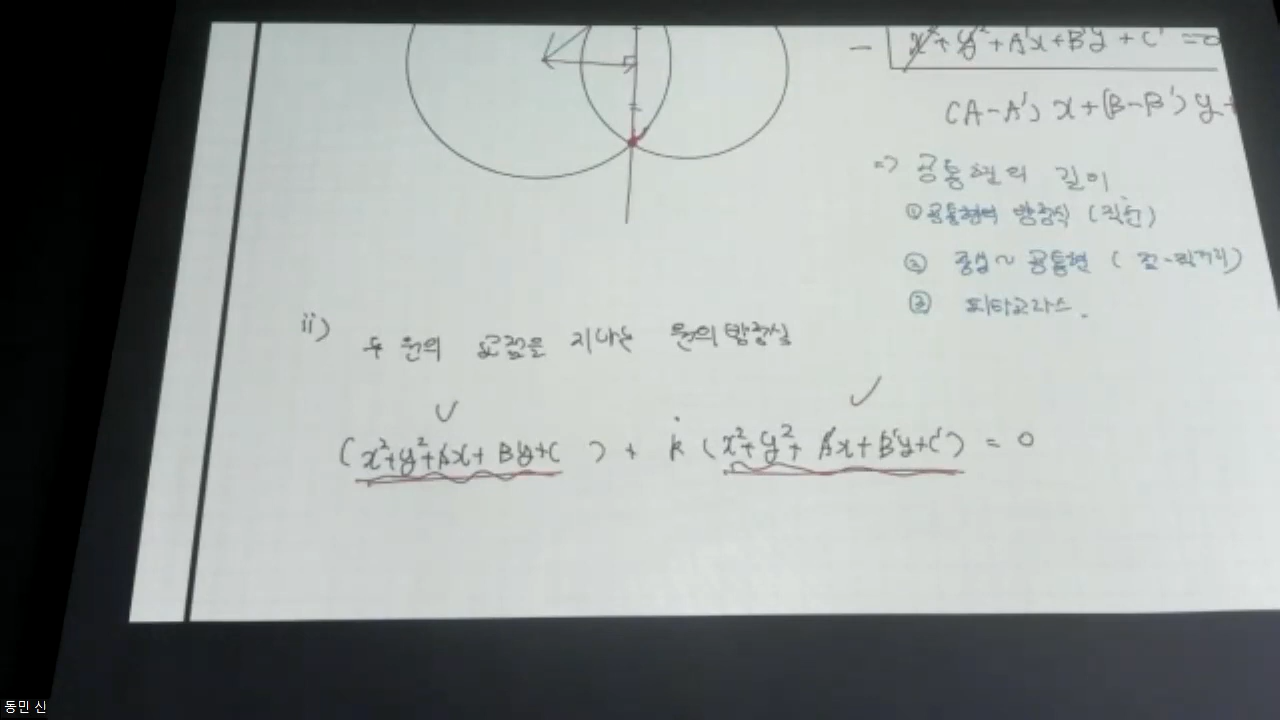 — x²+y²+A'x+B'y+C'=0
(A-A')x+(B-B')y+
=> 공통현의 길이.
① 공통현의 방정식 (직선)
② 중심~공통현 (점-직거리)
③ 피타고라스.
ii) 두 원의 교점을 지나는 원의 방정식
(x²+y²+Ax+By+C)+k(x²+y²+A'x+B'y+C')=0
동민 신